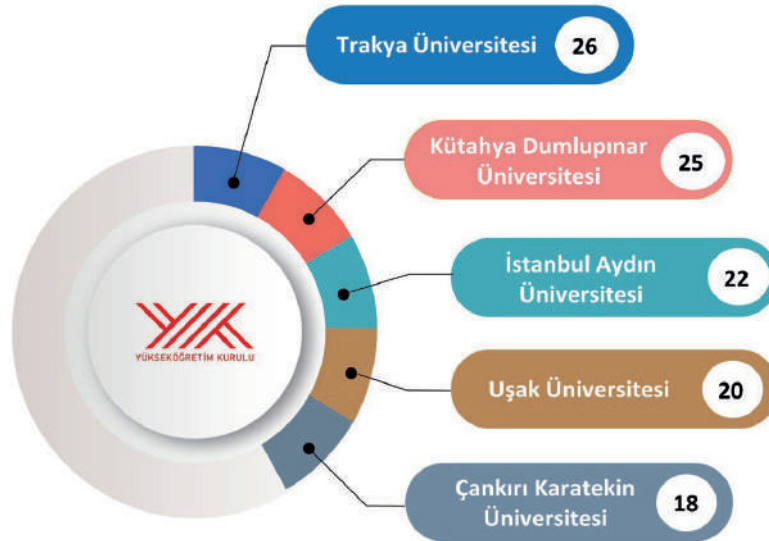 Trakya Üniversitesi 26
Kütahya Dumlupınar
Üniversitesi
25
İstanbul Aydın
Üniversitesi
22
YÜKSEKÖĞRETİM KURULU
Uşak Üniversitesi 20
Çankırı Karatekin
Üniversitesi
18